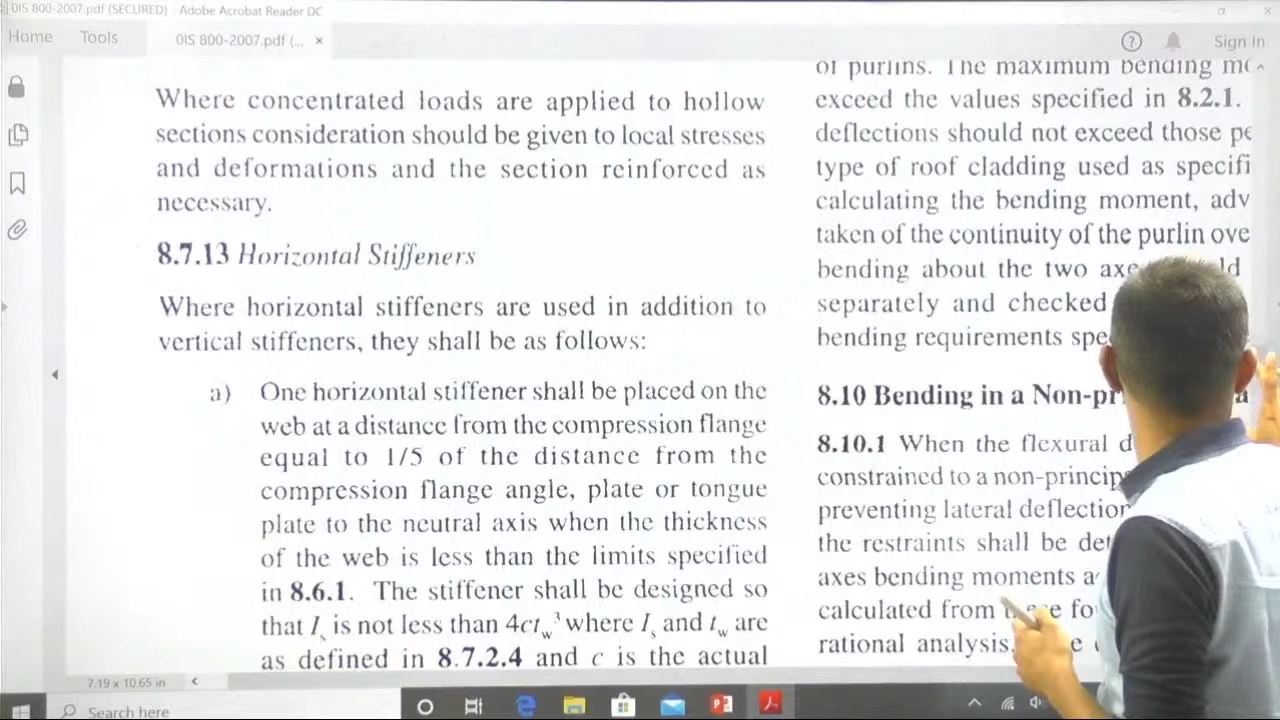 0IS 800-2007.pdf (SECURED) - Adobe Acrobat Reader DC
Home Tools 0IS 800-2007.pdf (... × ? Sign In
Where concentrated loads are applied to hollow
sections consideration should be given to local stresses
and deformations and the section reinforced as
necessary.
8.7.13 Horizontal Stiffeners
Where horizontal stiffeners are used in addition to
vertical stiffeners, they shall be as follows:
a) One horizontal stiffener shall be placed on the
web at a distance from the compression flange
equal to 1/5 of the distance from the
compression flange angle, plate or tongue
plate to the neutral axis when the thickness
of the web is less than the limits specified
in 8.6.1. The stiffener shall be designed so
that Is is not less than 4ctw³ where Is and tw are
as defined in 8.7.2.4 and c is the actual
of purlins. The maximum bending
exceed the values specified in 8.2.1.
deflections should not exceed those
type of roof cladding used as
calculating the bending moment,
taken of the continuity of the purlin
bending about the two
separately and checked
bending requirements
8.10 Bending in a
8.10.1 When the flexural
constrained to a
preventing lateral
the restraints shall be
axes bending moments
calculated from
rational analysis.
7.19 x 10.65 in
Search here